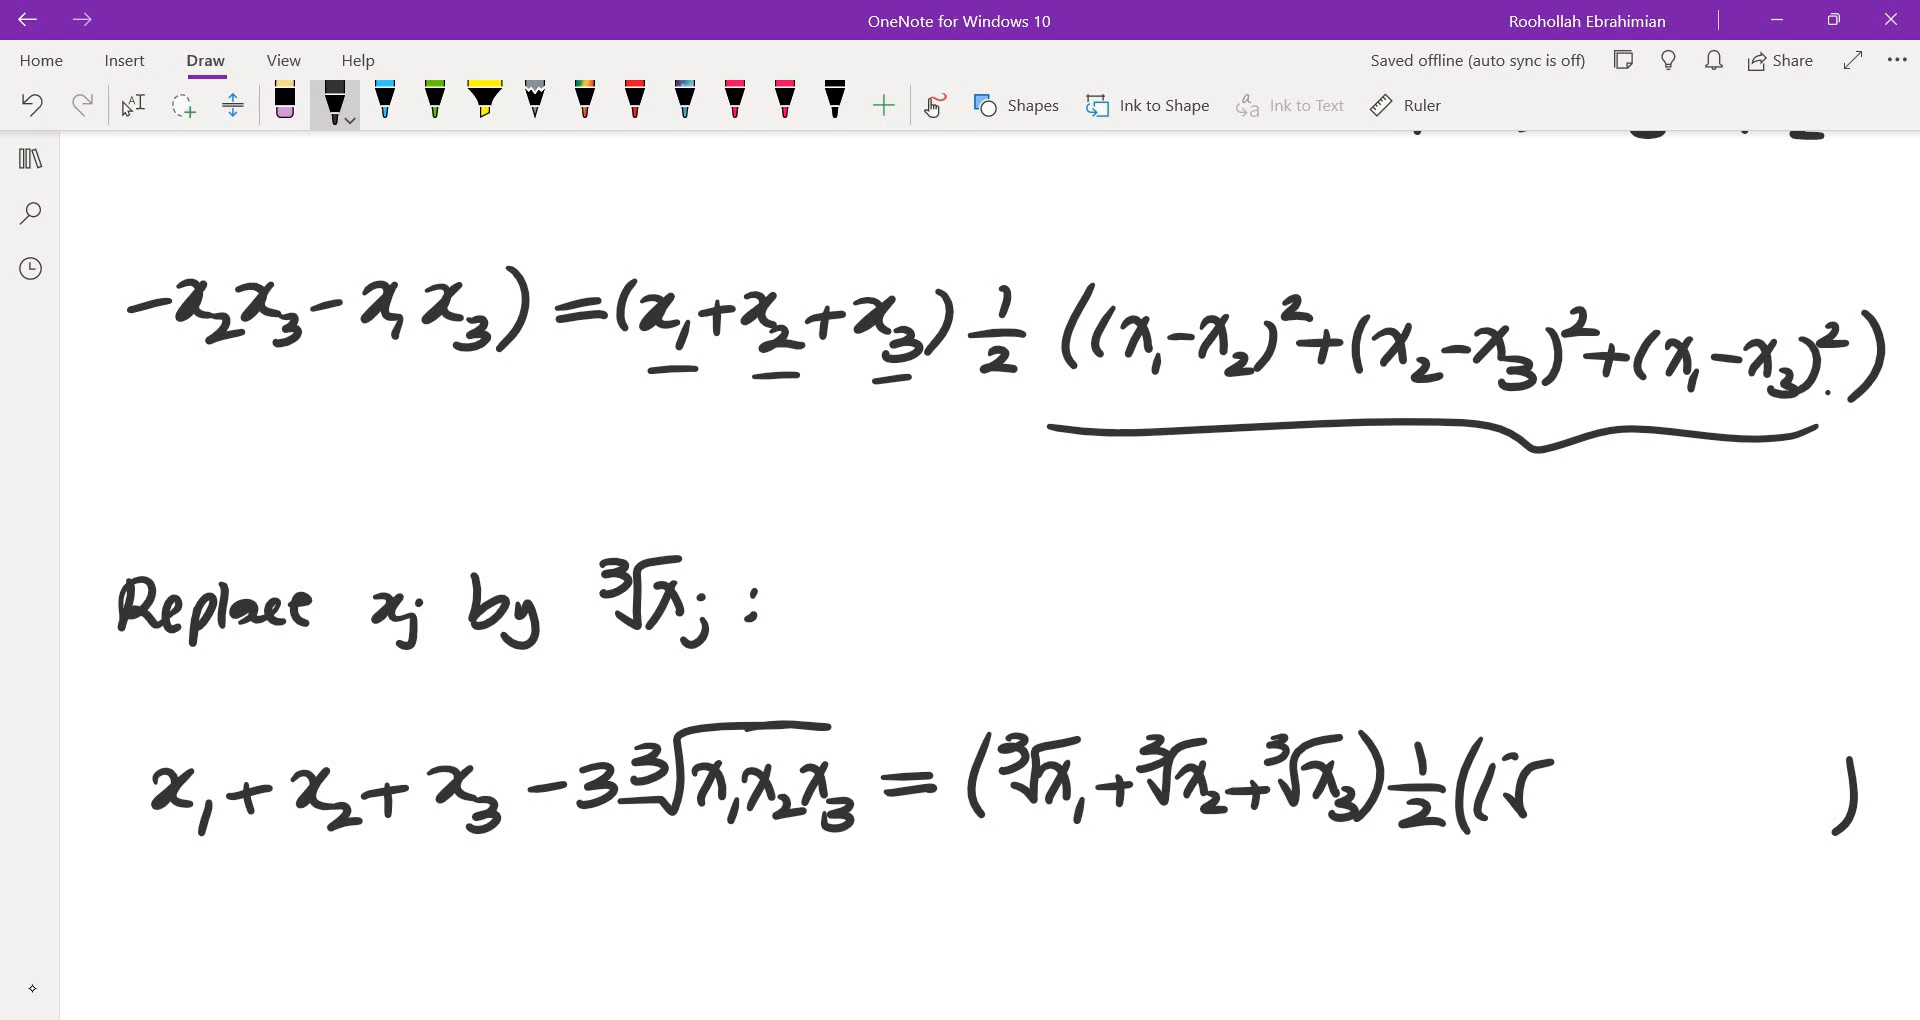 OneNote for Windows 10 Roohollah Ebrahimian
Home Insert Draw View Help Saved offline (auto sync is off) Share
Shapes Ink to Shape Ink to Text Ruler
-x₂x₃ - x₁x₃) = (x₁+x₂+x₃) 1/2 ((x₁-x₂)²+(x₂-x₃)²+(x₁-x₃)²)
Replace xⱼ by ∛xⱼ :
x₁+x₂+x₃ - 3∛x₁x₂x₃ = (∛x₁+∛x₂+∛x₃) 1/2 ((√ )